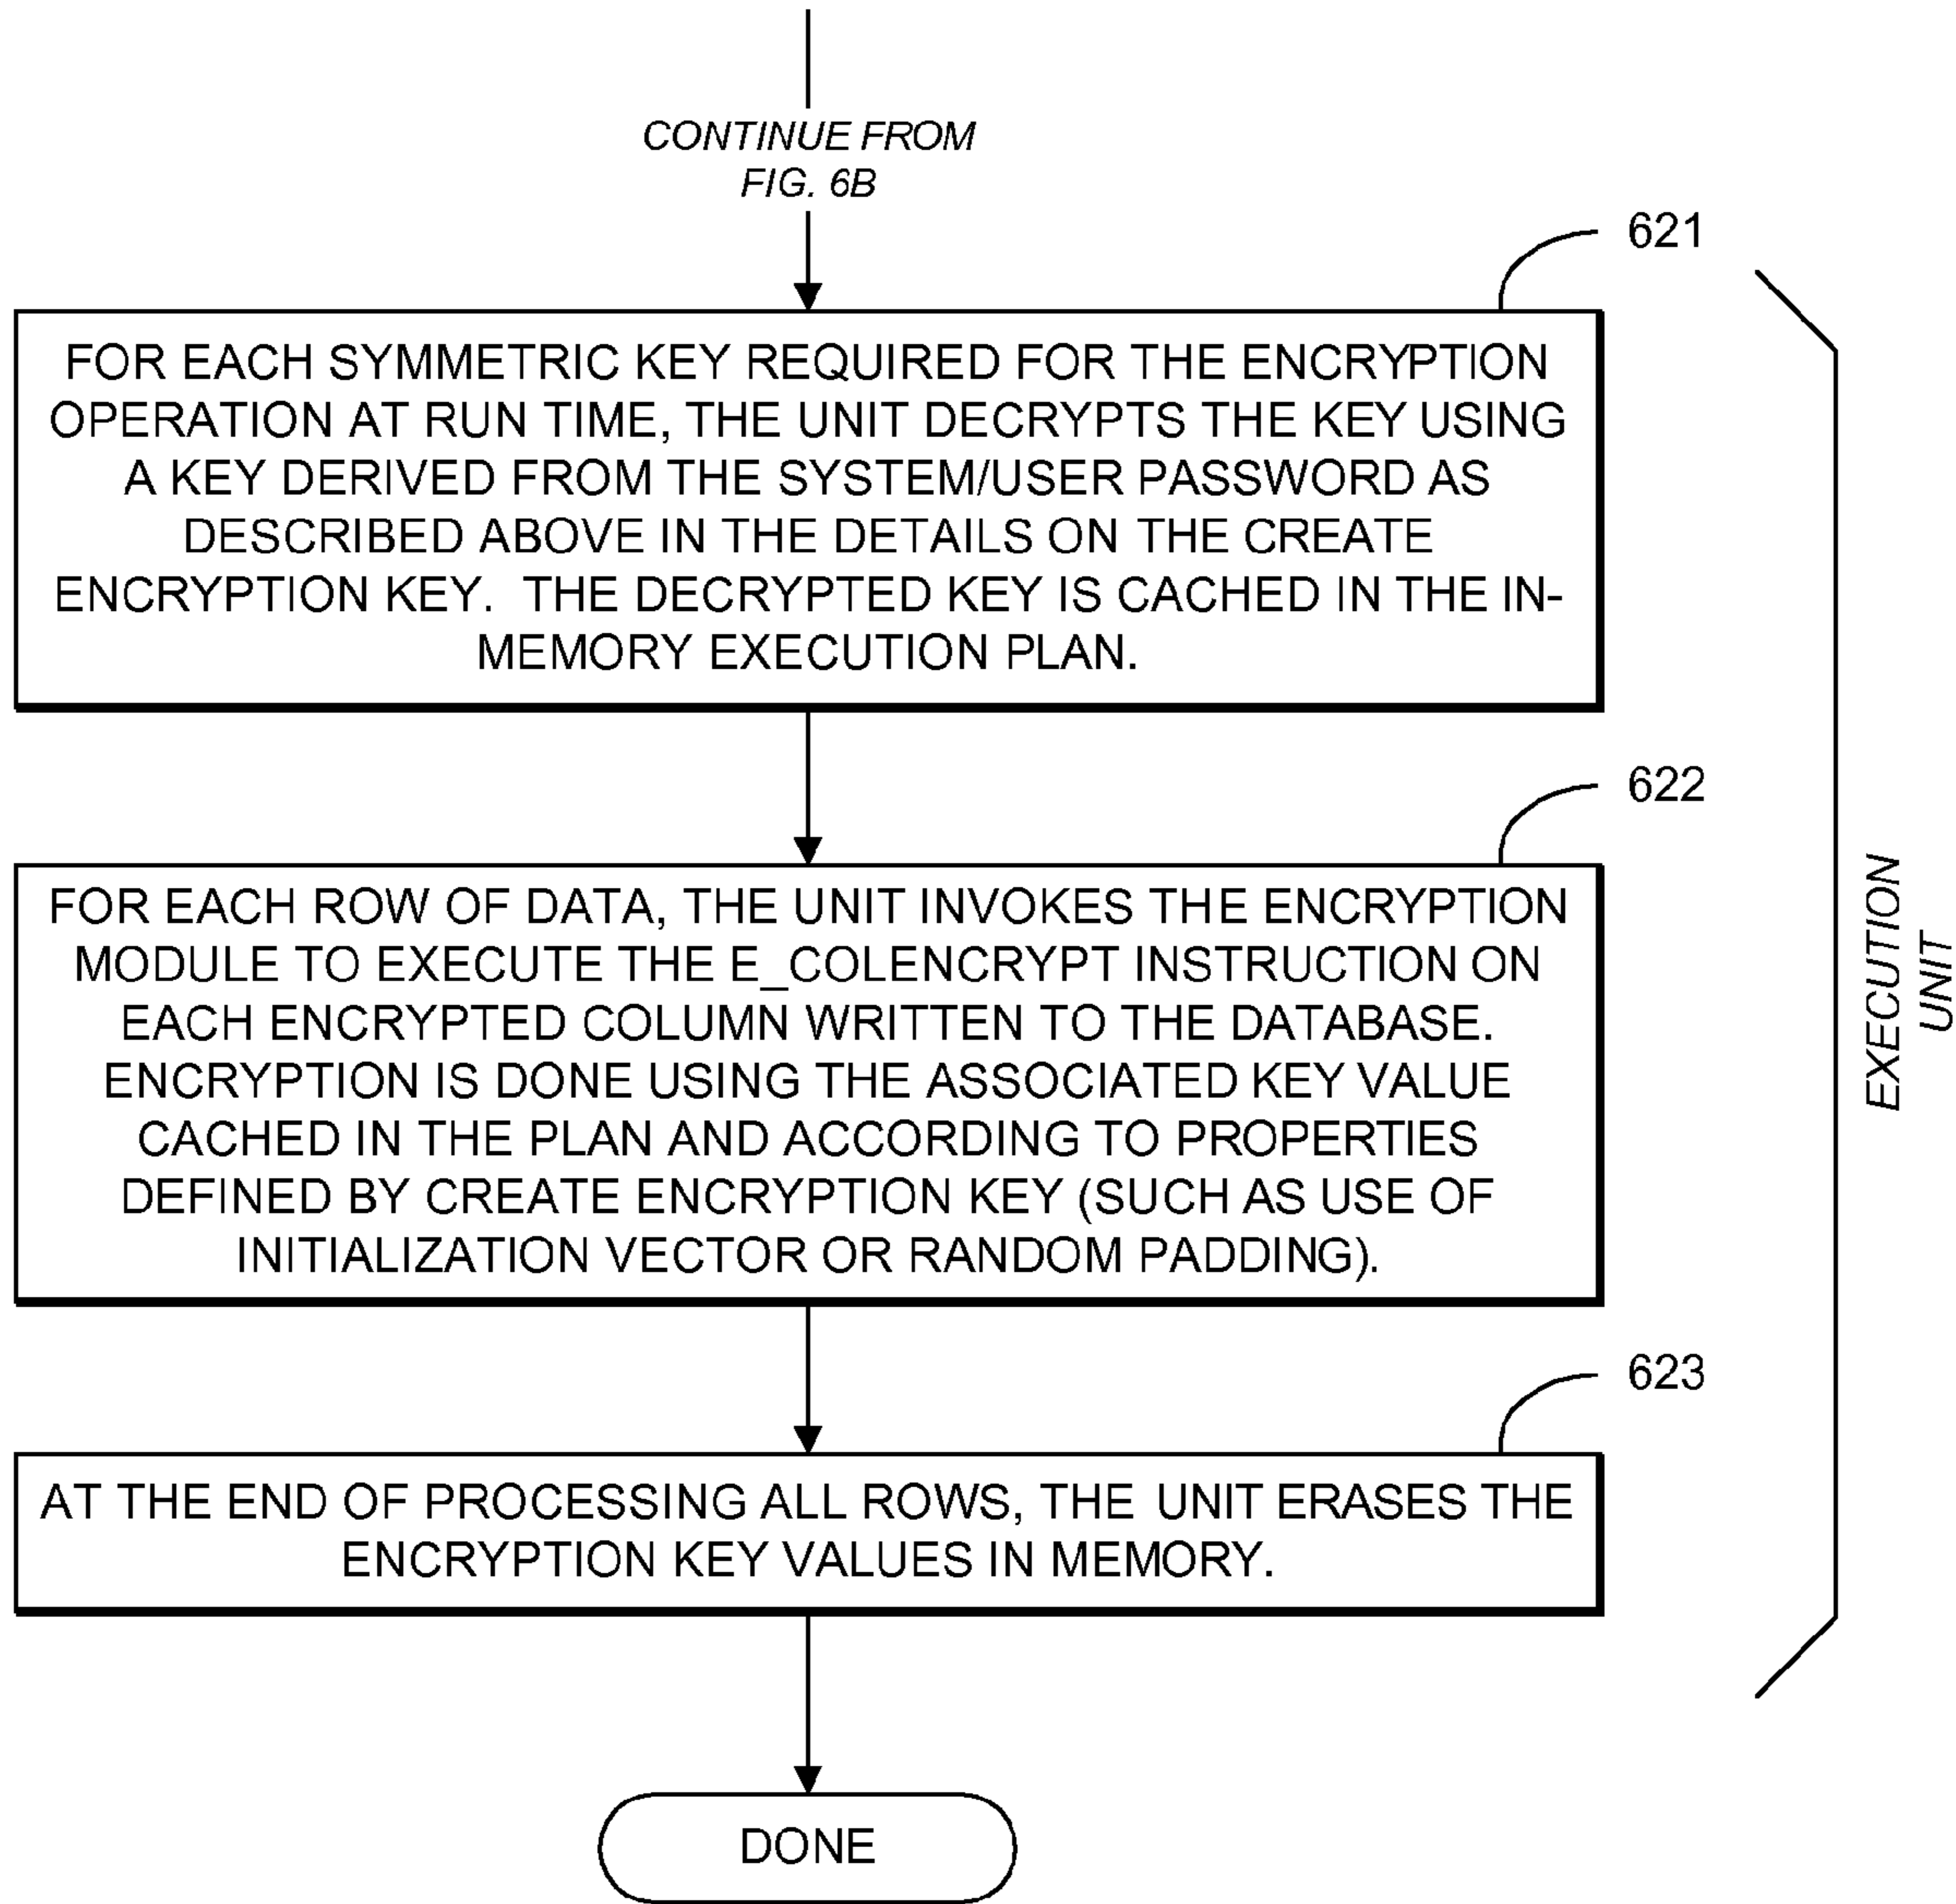 CONTINUE FROM
FIG. 6B
621
FOR EACH SYMMETRIC KEY REQUIRED FOR THE ENCRYPTION
OPERATION AT RUN TIME, THE UNIT DECRYPTS THE KEY USING
A KEY DERIVED FROM THE SYSTEM/USER PASSWORD AS
DESCRIBED ABOVE IN THE DETAILS ON THE CREATE
ENCRYPTION KEY.  THE DECRYPTED KEY IS CACHED IN THE IN-
MEMORY EXECUTION PLAN.
622
FOR EACH ROW OF DATA, THE UNIT INVOKES THE ENCRYPTION
MODULE TO EXECUTE THE E_COLENCRYPT INSTRUCTION ON
EACH ENCRYPTED COLUMN WRITTEN TO THE DATABASE.
ENCRYPTION IS DONE USING THE ASSOCIATED KEY VALUE
CACHED IN THE PLAN AND ACCORDING TO PROPERTIES
DEFINED BY CREATE ENCRYPTION KEY (SUCH AS USE OF
INITIALIZATION VECTOR OR RANDOM PADDING).
EXECUTION
UNIT
623
AT THE END OF PROCESSING ALL ROWS, THE UNIT ERASES THE
ENCRYPTION KEY VALUES IN MEMORY.
DONE